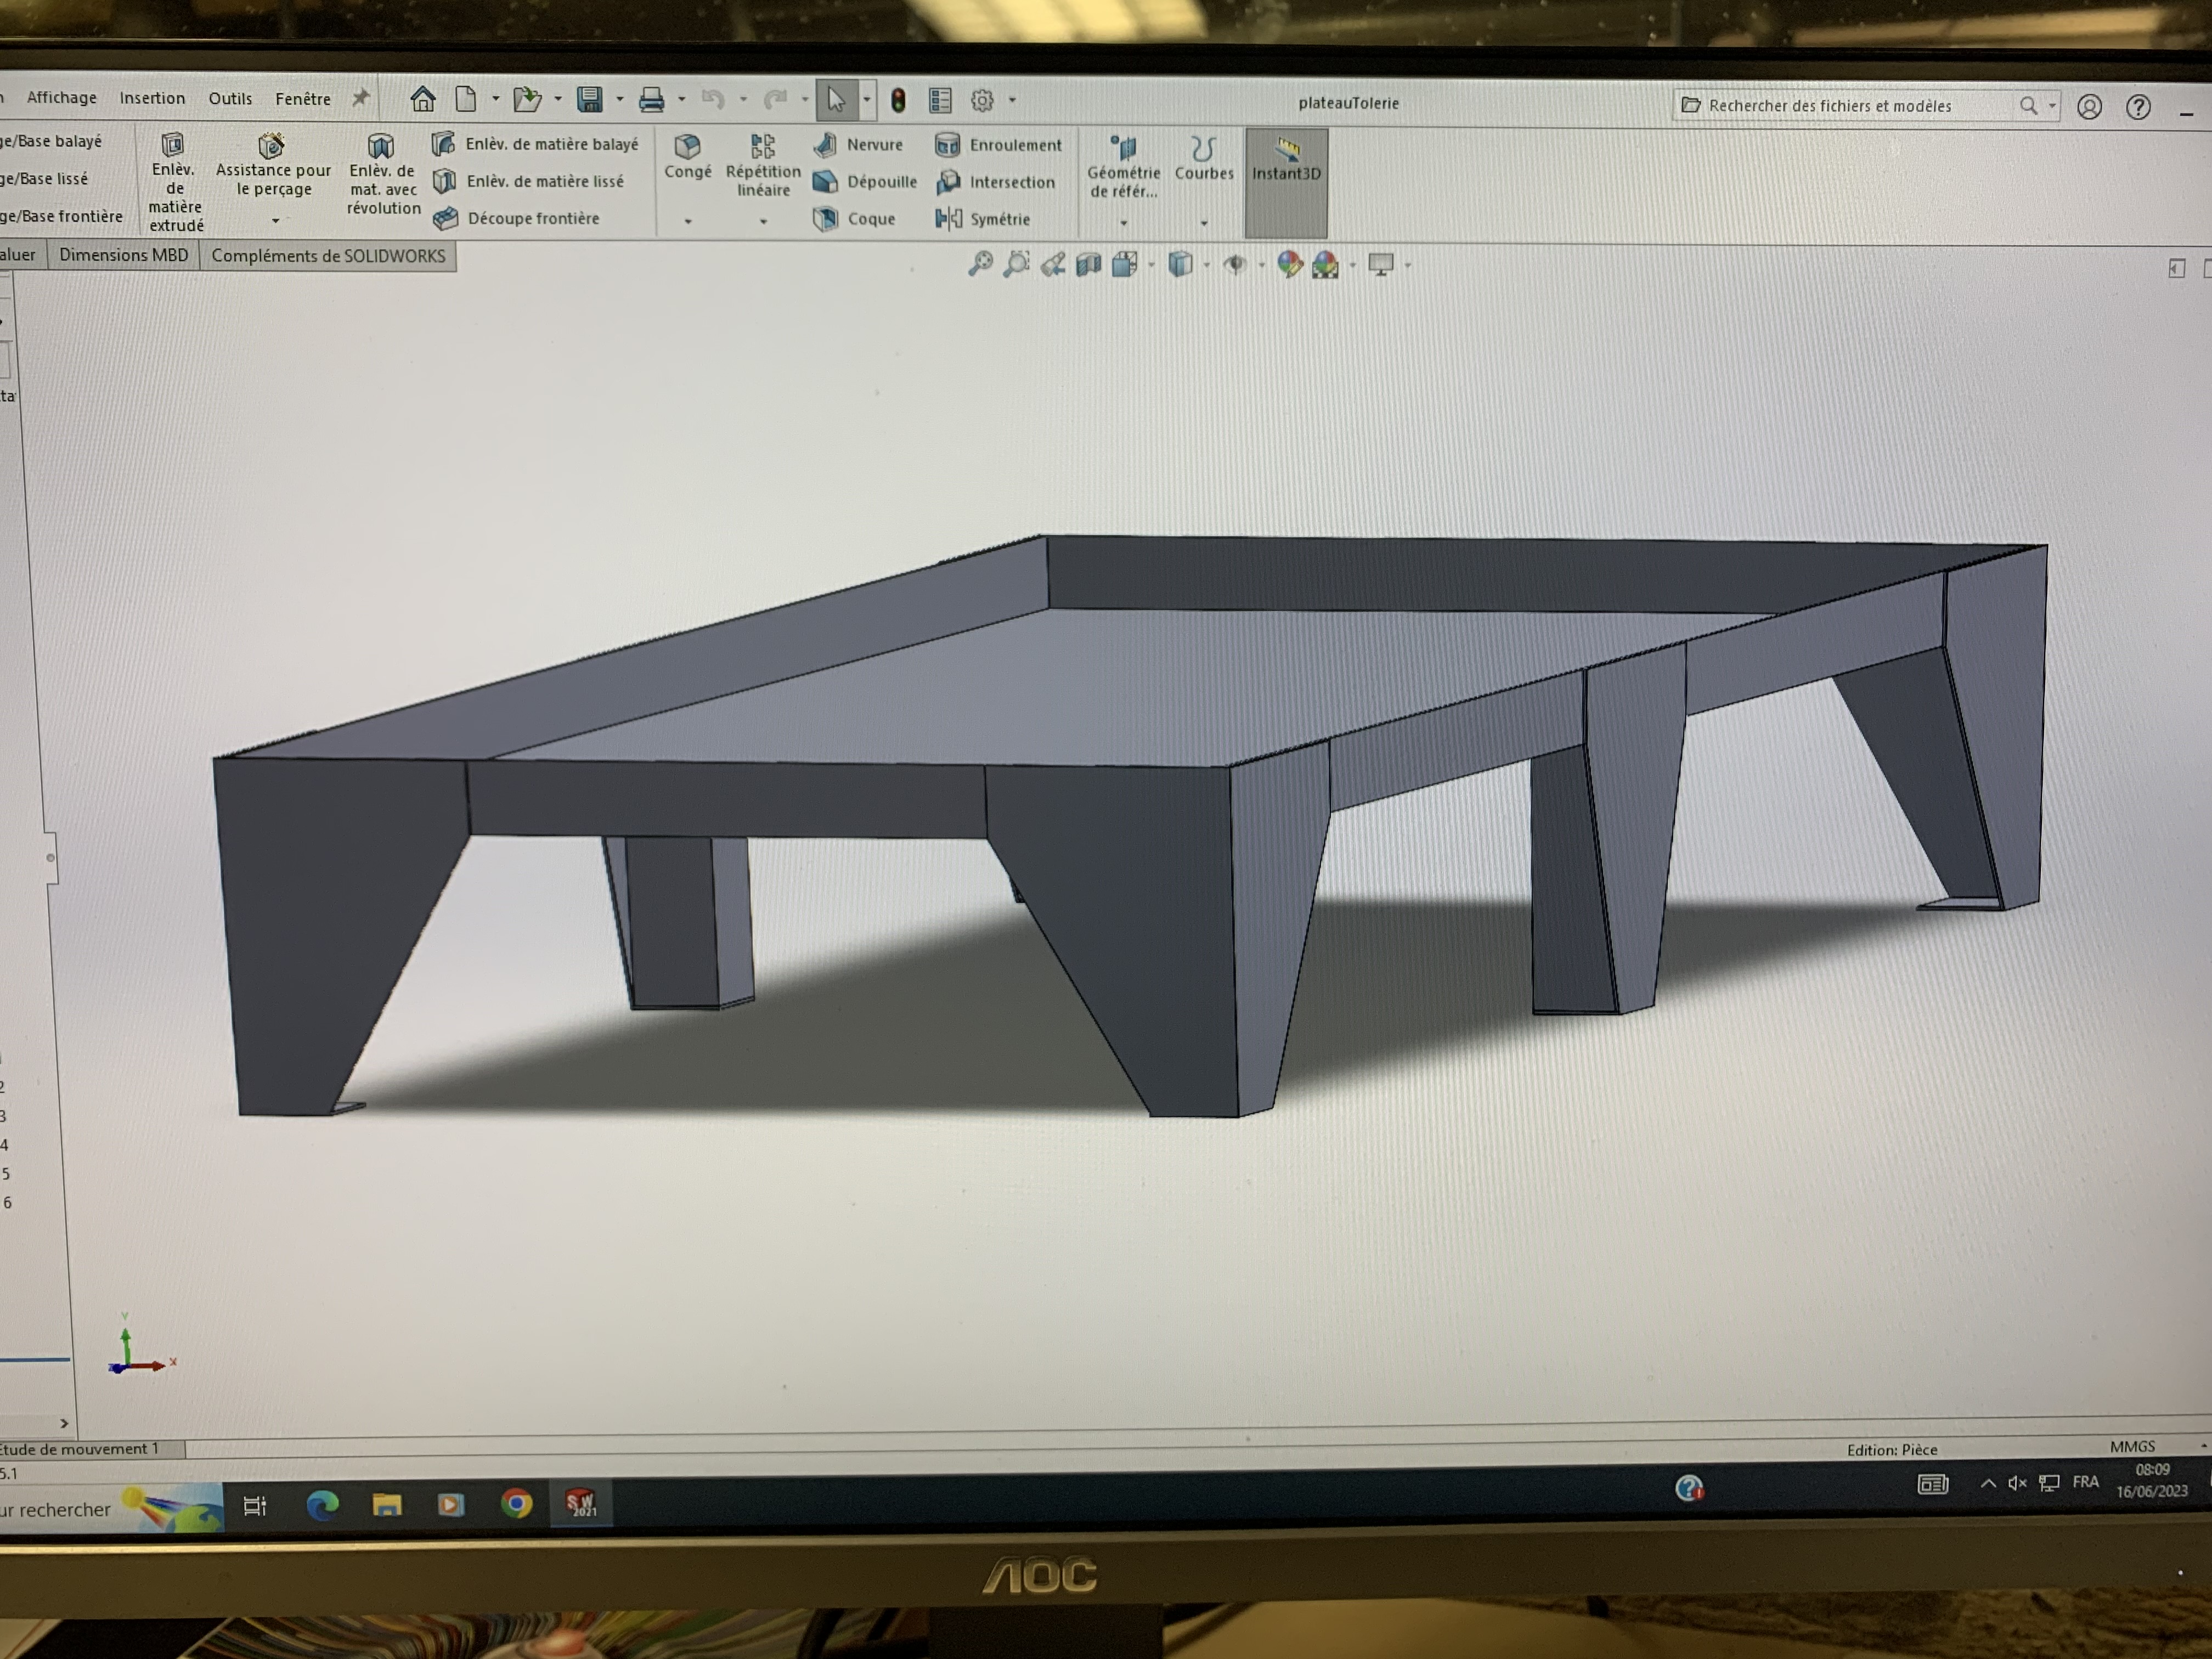 Affichage Insertion Outils Fenêtre
plateauTolerie
Rechercher des fichiers et modèles
ge/Base balayé
ge/Base lissé
ge/Base frontière
Enlèv.
de
matière
extrudé
Assistance pour
le perçage
Enlèv. de
mat. avec
révolution
Enlèv. de matière balayé
Enlèv. de matière lissé
Découpe frontière
Congé
Répétition
linéaire
Nervure
Dépouille
Coque
Enroulement
Intersection
Symétrie
Géométrie
de référ...
Courbes
Instant3D
aluer
Dimensions MBD
Compléments de SOLIDWORKS
ta
2
3
4
5
6
Y
X
Z
Etude de mouvement 1
Edition: Pièce
MMGS
5.1
ur rechercher
SW
2021
FRA
08:09
16/06/2023
AOC